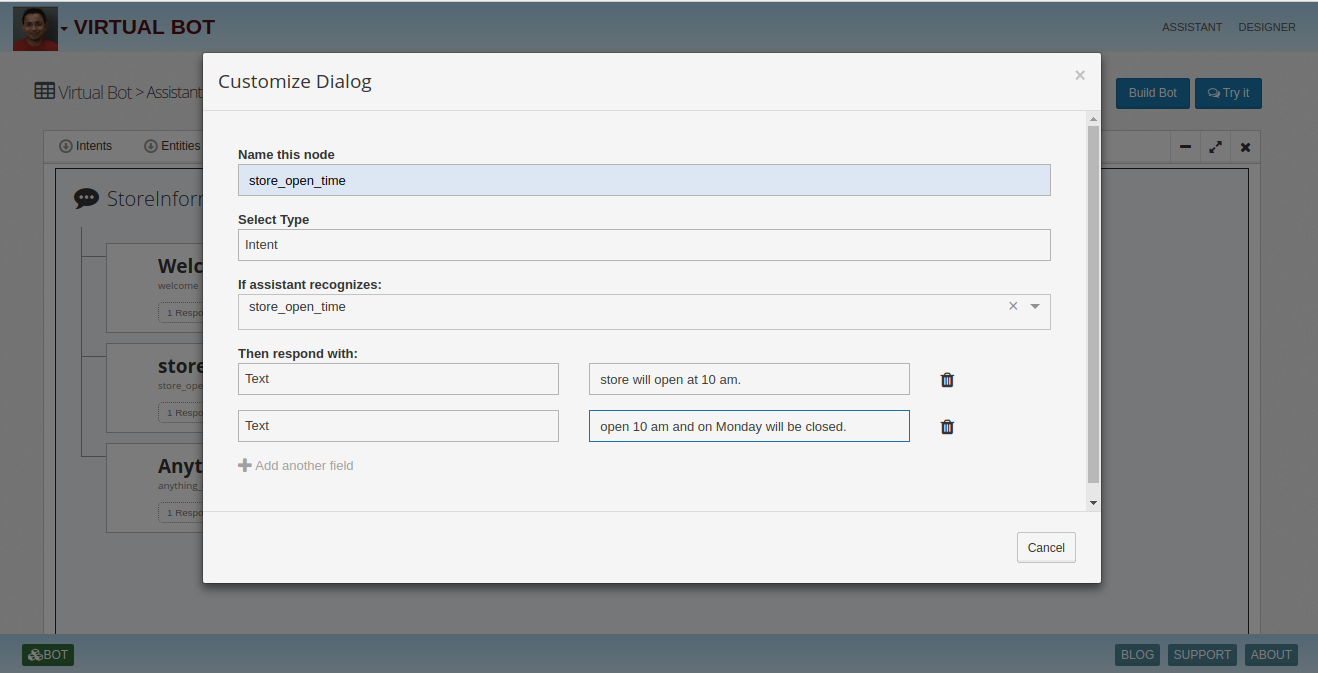 VIRTUAL BOT
ASSISTANT DESIGNER
Customize Dialog
×
Virtual Bot > Assistant
Build Bot
Try it
Intents Entities
Name this node
store_open_time
StoreInforr
Select Type
Intent
Welc
welcome
If assistant recognizes:
store_open_time
1 Respo
Then respond with:
store
Text store will open at 10 am.
store_ope
1 Respo
Text open 10 am and on Monday will be closed.
Add another field
Anyt
anything_
1 Respo
Cancel
BOT
BLOG SUPPORT ABOUT